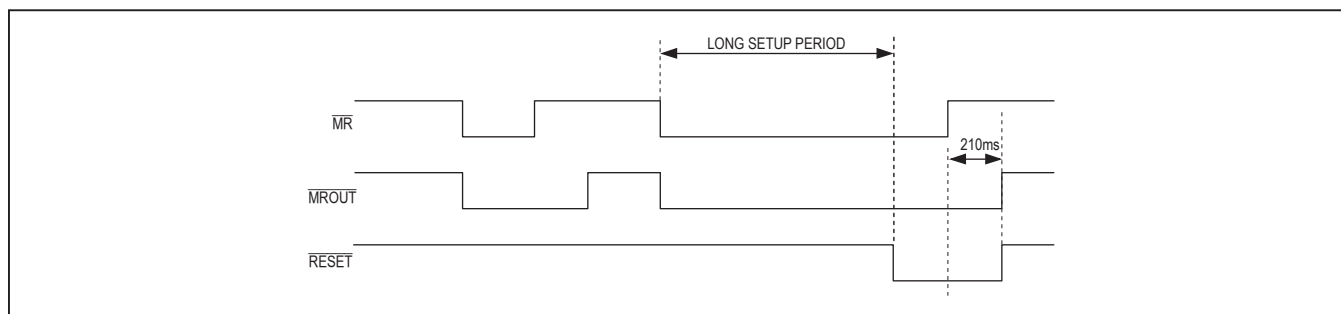 LONG SETUP PERIOD
MR
210ms
MROUT
RESET